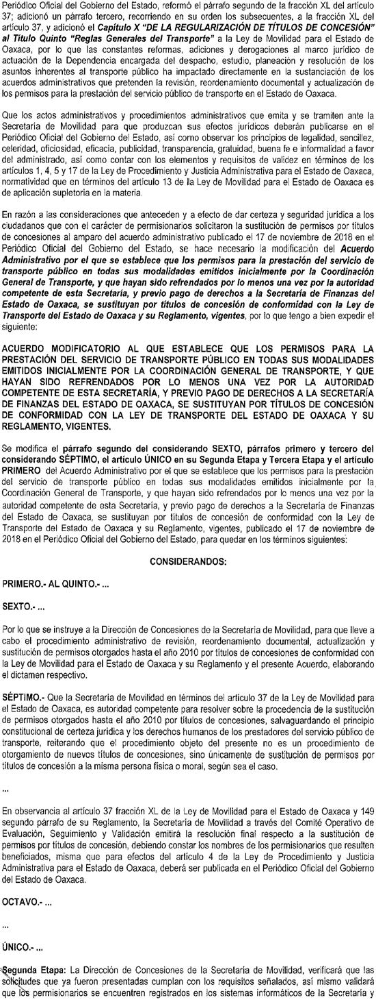 Periódico Oficial del Gobierno del Estado, reformó el párrafo segundo de la fracción XL del artículo
37; adicionó un párrafo tercero, recorriendo en su orden los subsecuentes, a la fracción XL del
artículo 37, y adicionó el Capítulo X “DE LA REGULARIZACIÓN DE TÍTULOS DE CONCESIÓN”
al Título Quinto “Reglas Generales del Transporte” a la Ley de Movilidad para el Estado de
Oaxaca, por lo que las constantes reformas, adiciones y derogaciones al marco jurídico de
actuación de la Dependencia encargada del despacho, estudio, planeación y resolución de los
asuntos inherentes al transporte público ha impactado directamente en la sustanciación de los
acuerdos administrativos que pretenden la revisión, reordenamiento documental y actualización de
los permisos para la prestación del servicio público de transporte en el Estado de Oaxaca.
Que los actos administrativos y procedimientos administrativos que emita y se tramiten ante la
Secretaría de Movilidad para que produzcan sus efectos jurídicos deberán publicarse en el
Periódico Oficial del Gobierno del Estado, así como observar los principios de legalidad, sencillez,
celeridad, oficiosidad, eficacia, publicidad, transparencia, gratuidad, buena fe e informalidad a favor
del administrado, así como contar con los elementos y requisitos de validez en términos de los
artículos 1, 4, 5 y 17 de la Ley de Procedimiento y Justicia Administrativa para el Estado de Oaxaca,
normatividad que en términos del artículo 13 de lla Ley de Movilidad para el Estado de Oaxaca es
de aplicación supletoria en la materia.
En razón a las consideraciones que anteceden y a efecto de dar certeza y seguridad jurídica a los
ciudadanos que con el carácter de permisionarios solicitaron la sustitución de permisos por títulos
de concesiones al amparo del acuerdo administrativo publicado el 17 de noviembre de 2018 en el
Periódico Oficial del Gobierno del Estado, se hace necesario la modificación del Acuerdo
Administrativo por el que se establece que los permisos para la prestación del servicio de
transporte público en todas sus modalidades emitidos inicialmente por la Coordinación
General de Transporte, y que hayan sido refrendados por lo menos una vez por la autoridad
competente de esta Secretaría, y previo pago de derechos a la Secretaría de Finanzas del
Estado de Oaxaca, se sustituyan por títulos de concesión de conformidad con la Ley de
Transporte del Estado de Oaxaca y su Reglamento, vigentes, por lo que tengo a bien expedir el
siguiente:
ACUERDO MODIFICATORIO AL QUE ESTABLECE QUE LOS PERMISOS PARA LA
PRESTACIÓN DEL SERVICIO DE TRANSPORTE PÚBLICO EN TODAS SUS MODALIDADES
EMITIDOS INICIALMENTE POR LA COORDINACIÓN GENERAL DE TRANSPORTE, Y QUE
HAYAN SIDO REFRENDADOS POR LO MENOS UNA VEZ POR LA AUTORIDAD
COMPETENTE DE ESTA SECRETARÍA, Y PREVIO PAGO DE DERECHOS A LA SECRETARÍA
DE FINANZAS DEL ESTADO DE OAXACA, SE SUSTITUYAN POR TÍTULOS DE CONCESIÓN
DE CONFORMIDAD CON LA LEY DE TRANSPORTE DEL ESTADO DE OAXACA Y SU
REGLAMENTO, VIGENTES.
Se modifica el párrafo segundo del considerando SEXTO, párrafos primero y tercero del
considerando SÉPTIMO, el artículo ÚNICO en su Segunda Etapa y Tercera Etapa y el artículo
PRIMERO del Acuerdo Administrativo por el que se establece que los permisos para la prestación
del servicio de transporte público en todas sus modalidades emitidos inicialmente por la
Coordinación General de Transporte, y que hayan sido refrendados por lo menos una vez por la
autoridad competente de esta Secretaría, y previo pago de derechos a la Secretaría de Finanzas
del Estado de Oaxaca, se sustituyan por títulos de concesión de conformidad con la Ley de
Transporte del Estado de Oaxaca y su Reglamento, vigentes, publicado el 17 de noviembre de
2018 en el Periódico Oficial del Gobierno del Estado, para quedar en los términos siguientes:
CONSIDERANDOS:
PRIMERO.- AL QUINTO.- ...
SEXTO.- ...
Por lo que se instruye a la Dirección de Concesiones de la Secretaría de Movilidad, para que lleve a
cabo el procedimiento administrativo de revisión, reordenamiento documental, actualización y
sustitución de permisos otorgados hasta el año 2010 por títulos de concesiones de conformidad con
la Ley de Movilidad para el Estado de Oaxaca y su Reglamento y el presente Acuerdo, elaborando
el dictamen respectivo.
SÉPTIMO.- Que la Secretaría de Movilidad en términos del artículo 37 de la Ley de Movilidad para
el Estado de Oaxaca, es autoridad competente para resolver sobre la procedencia de la sustitución
de permisos otorgados hasta el año 2010 por títulos de concesiones, salvaguardando el principio
constitucional de certeza jurídica y los derechos humanos de los prestadores del servicio público de
transporte, reiterando que el procedimiento objeto del presente no es un procedimiento de
otorgamiento de nuevos títulos de concesiones, sino únicamente de sustitución de permisos por
títulos de concesión a la misma persona física o moral, según sea el caso.
...
En observancia al artículo 37 fracción XL de la Ley de Movilidad para el Estado de Oaxaca y 149
segundo párrafo de su Reglamento, la Secretaría de Movilidad a través del Comité Operativo de
Evaluación, Seguimiento y Validación emitirá la resolución final respecto a la sustitución de
permisos por títulos de concesión, debiendo constar los nombres de los permisionarios que resulten
beneficiados, misma que para efectos del artículo 4 de la Ley de Procedimiento y Justicia
Administrativa para el Estado de Oaxaca, deberá ser publicada en el Periódico Oficial del Gobierno
del Estado de Oaxaca.
OCTAVO.- ...
...
ÚNICO.- ...
Segunda Etapa: La Dirección de Concesiones de la Secretaría de Movilidad, verificará que las
solicitudes que ya fueron presentadas cumplan con los requisitos señalados, así mismo validará
que los permisionarios se encuentren registrados en los sistemas informáticos de la Secretaría y